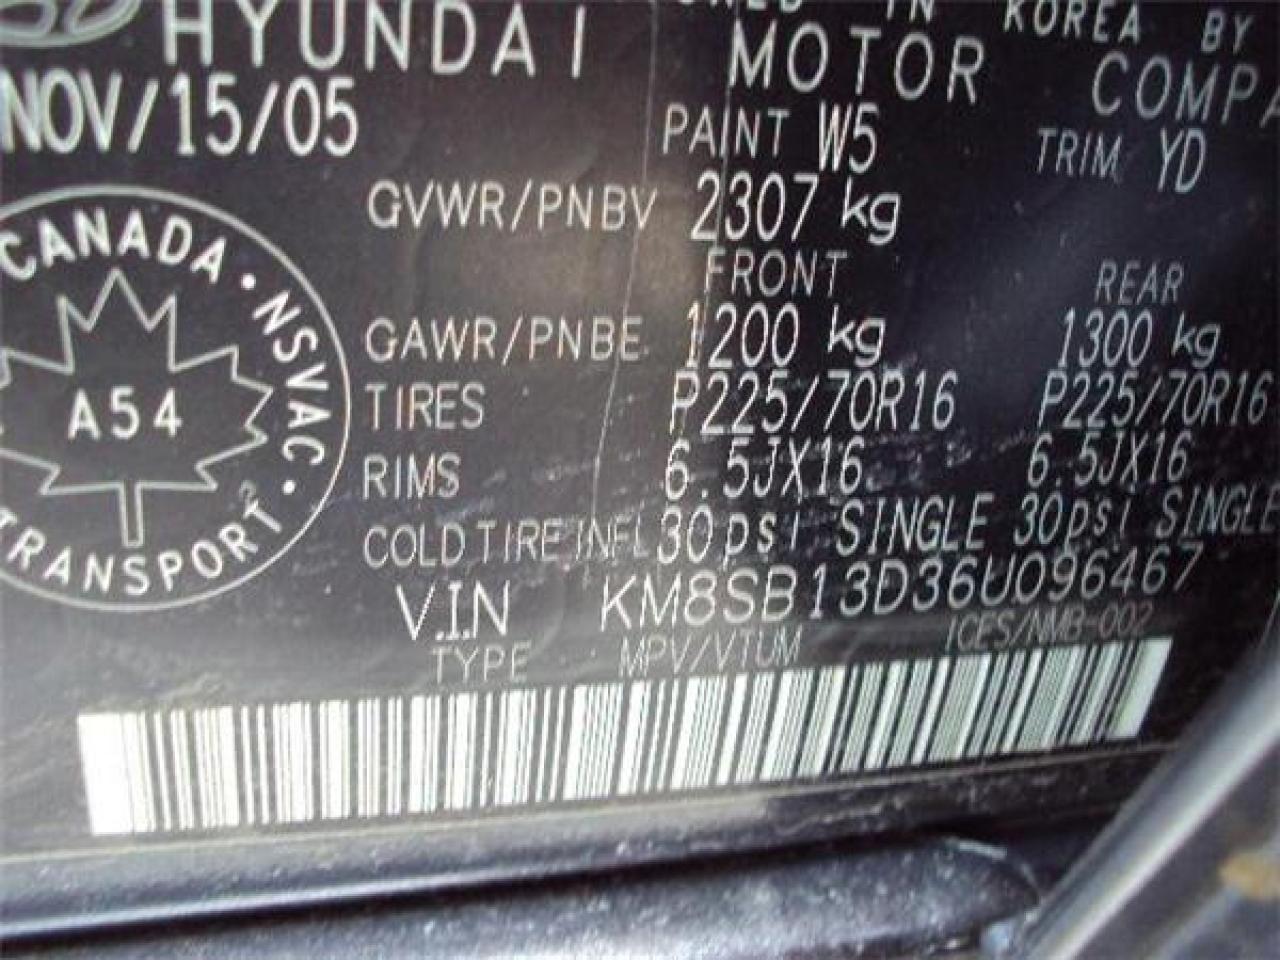 IN KOREA BY
HYUNDAI MOTOR
NOV/15/05
PAINT W5 TRIM YD
GVWR/PNBV 2307 kg
FRONT REAR
GAWR/PNBE 1200 kg 1300 kg
TIRES P225/70R16 P225/70R16
RIMS 6.5JX16 6.5JX16
COLD TIRE INFL 30psi SINGLE 30psi SINGLE
V.I.N KM8SB13D36U096467
TYPE MPV/VTUM ICES/NMB-002
CANADA · NSVAC ·
A54
TRANSPORT